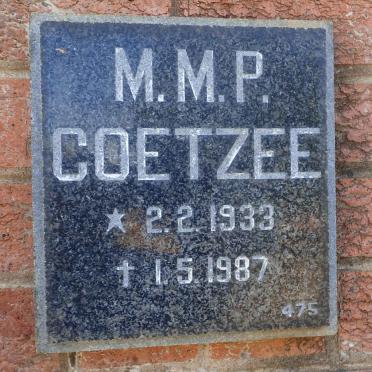 M. M. P.
COETZEE
★ 2. 2. 1933
† 1. 5. 1987
475